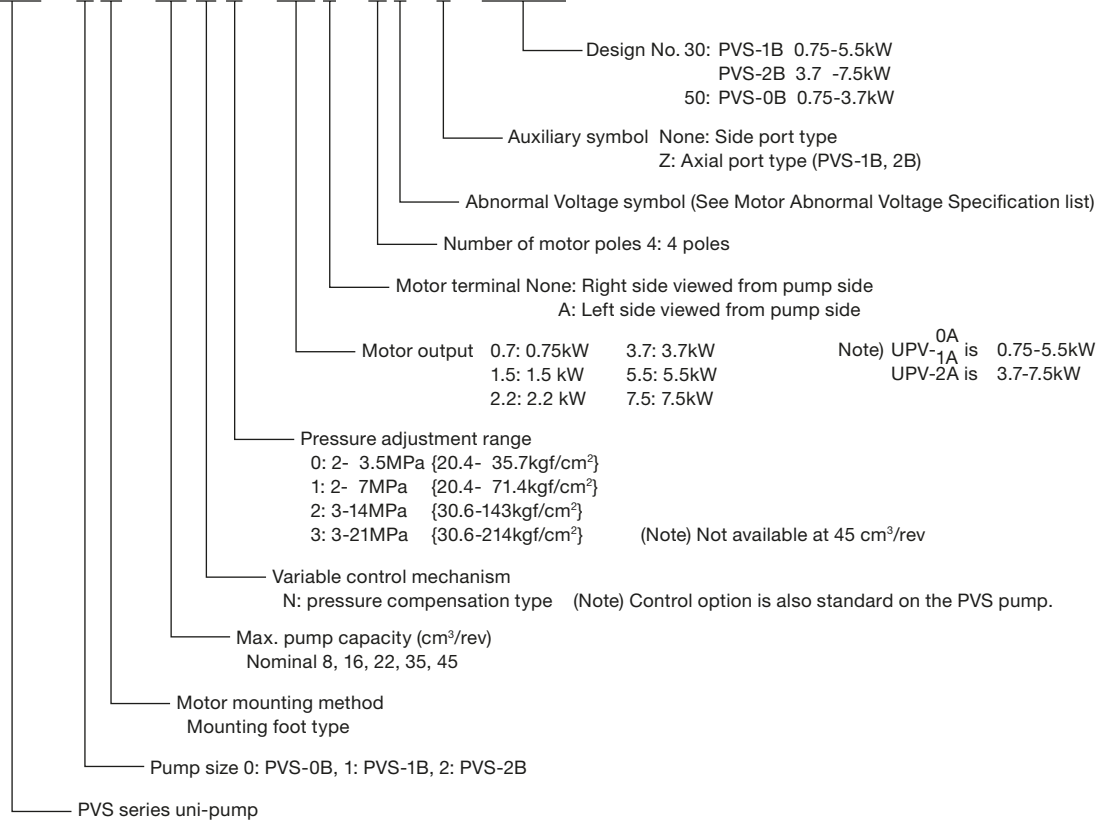 Design No. 30: PVS-1B 0.75-5.5kW
PVS-2B 3.7 -7.5kW
50: PVS-0B 0.75-3.7kW
Auxiliary symbol None: Side port type
Z: Axial port type (PVS-1B, 2B)
Abnormal Voltage symbol (See Motor Abnormal Voltage Specification list)
Number of motor poles 4: 4 poles
Motor terminal None: Right side viewed from pump side
A: Left side viewed from pump side
Motor output 0.7: 0.75kW 3.7: 3.7kW Note) UPV-0A/1A is 0.75-5.5kW
1.5: 1.5 kW 5.5: 5.5kW UPV-2A is 3.7-7.5kW
2.2: 2.2 kW 7.5: 7.5kW
Pressure adjustment range
0: 2- 3.5MPa {20.4- 35.7kgf/cm²}
1: 2- 7MPa {20.4- 71.4kgf/cm²}
2: 3-14MPa {30.6-143kgf/cm²}
3: 3-21MPa {30.6-214kgf/cm²} (Note) Not available at 45 cm³/rev
Variable control mechanism
N: pressure compensation type (Note) Control option is also standard on the PVS pump.
Max. pump capacity (cm³/rev)
Nominal 8, 16, 22, 35, 45
Motor mounting method
Mounting foot type
Pump size 0: PVS-0B, 1: PVS-1B, 2: PVS-2B
PVS series uni-pump